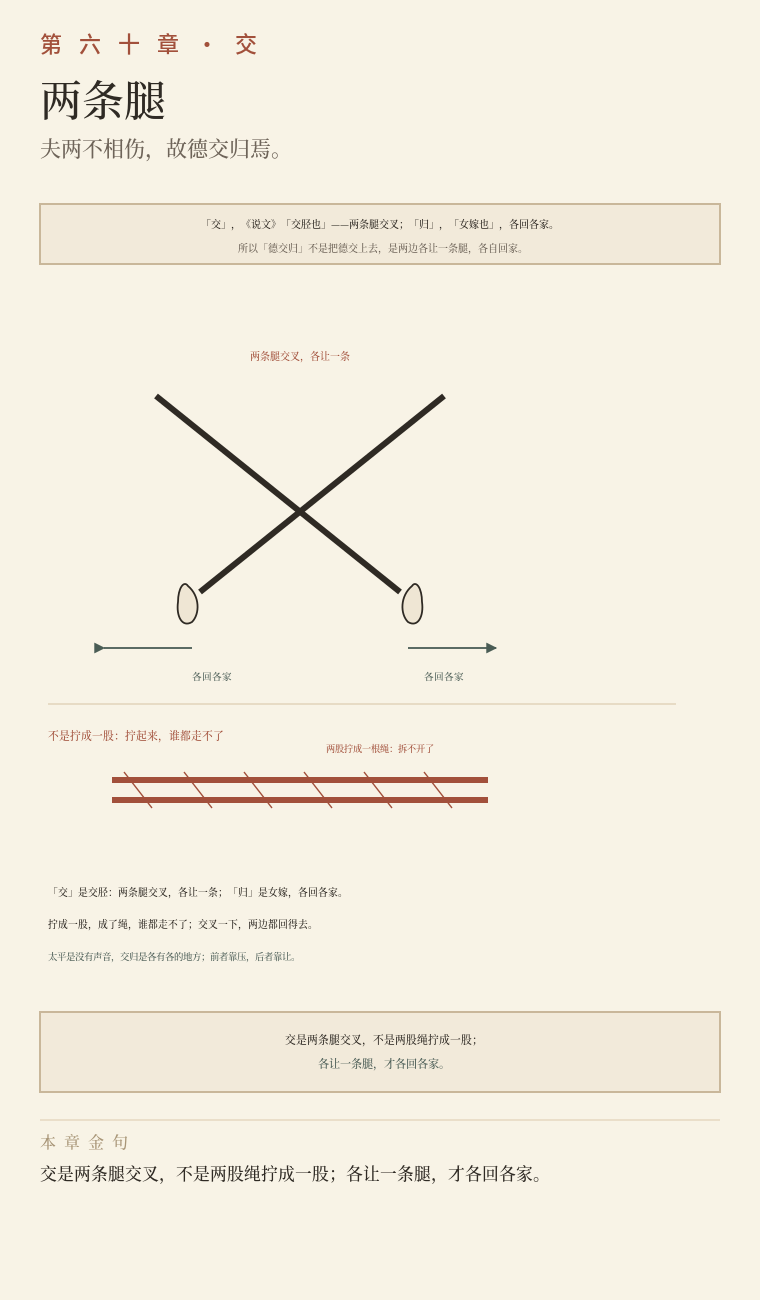 第六十章·交
两条腿
夫两不相伤，故德交归焉。
「交」，《说文》「交胫也」——两条腿交叉；「归」，「女嫁也」，各回各家。
所以「德交归」不是把德交上去，是两边各让一条腿，各自回家。
两条腿交叉，各让一条
各回各家
各回各家
不是拧成一股：拧起来，谁都走不了
两股拧成一根绳：拆不开了
「交」是交胫：两条腿交叉，各让一条；「归」是女嫁，各回各家。
拧成一股，成了绳，谁都走不了；交叉一下，两边都回得去。
太平是没有声音，交归是各有各的地方；前者靠压，后者靠让。
交是两条腿交叉，不是两股绳拧成一股；
各让一条腿，才各回各家。
本章金句
交是两条腿交叉，不是两股绳拧成一股；各让一条腿，才各回各家。